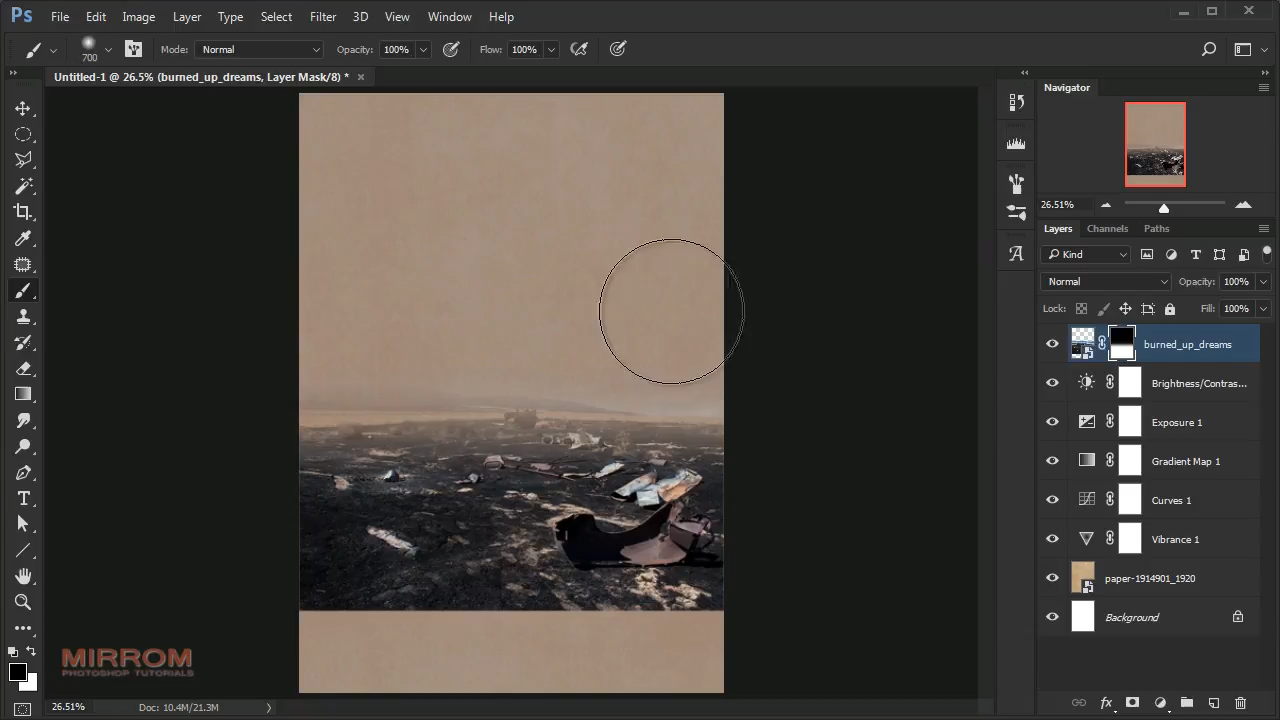 Ps File Edit Image Layer Type Select Filter 3D View Window Help
700 Mode: Normal Opacity: 100% Flow: 100%
Untitled-1 @ 26.5% (burned_up_dreams, Layer Mask/8) *
Navigator
26.51%
Layers Channels Paths
Kind
Normal Opacity: 100%
Lock: Fill: 100%
burned_up_dreams
Brightness/Contras...
Exposure 1
Gradient Map 1
Curves 1
Vibrance 1
paper-1914901_1920
Background
MIRROM
PHOTOSHOP TUTORIALS
26.51% Doc: 10.4M/21.3M